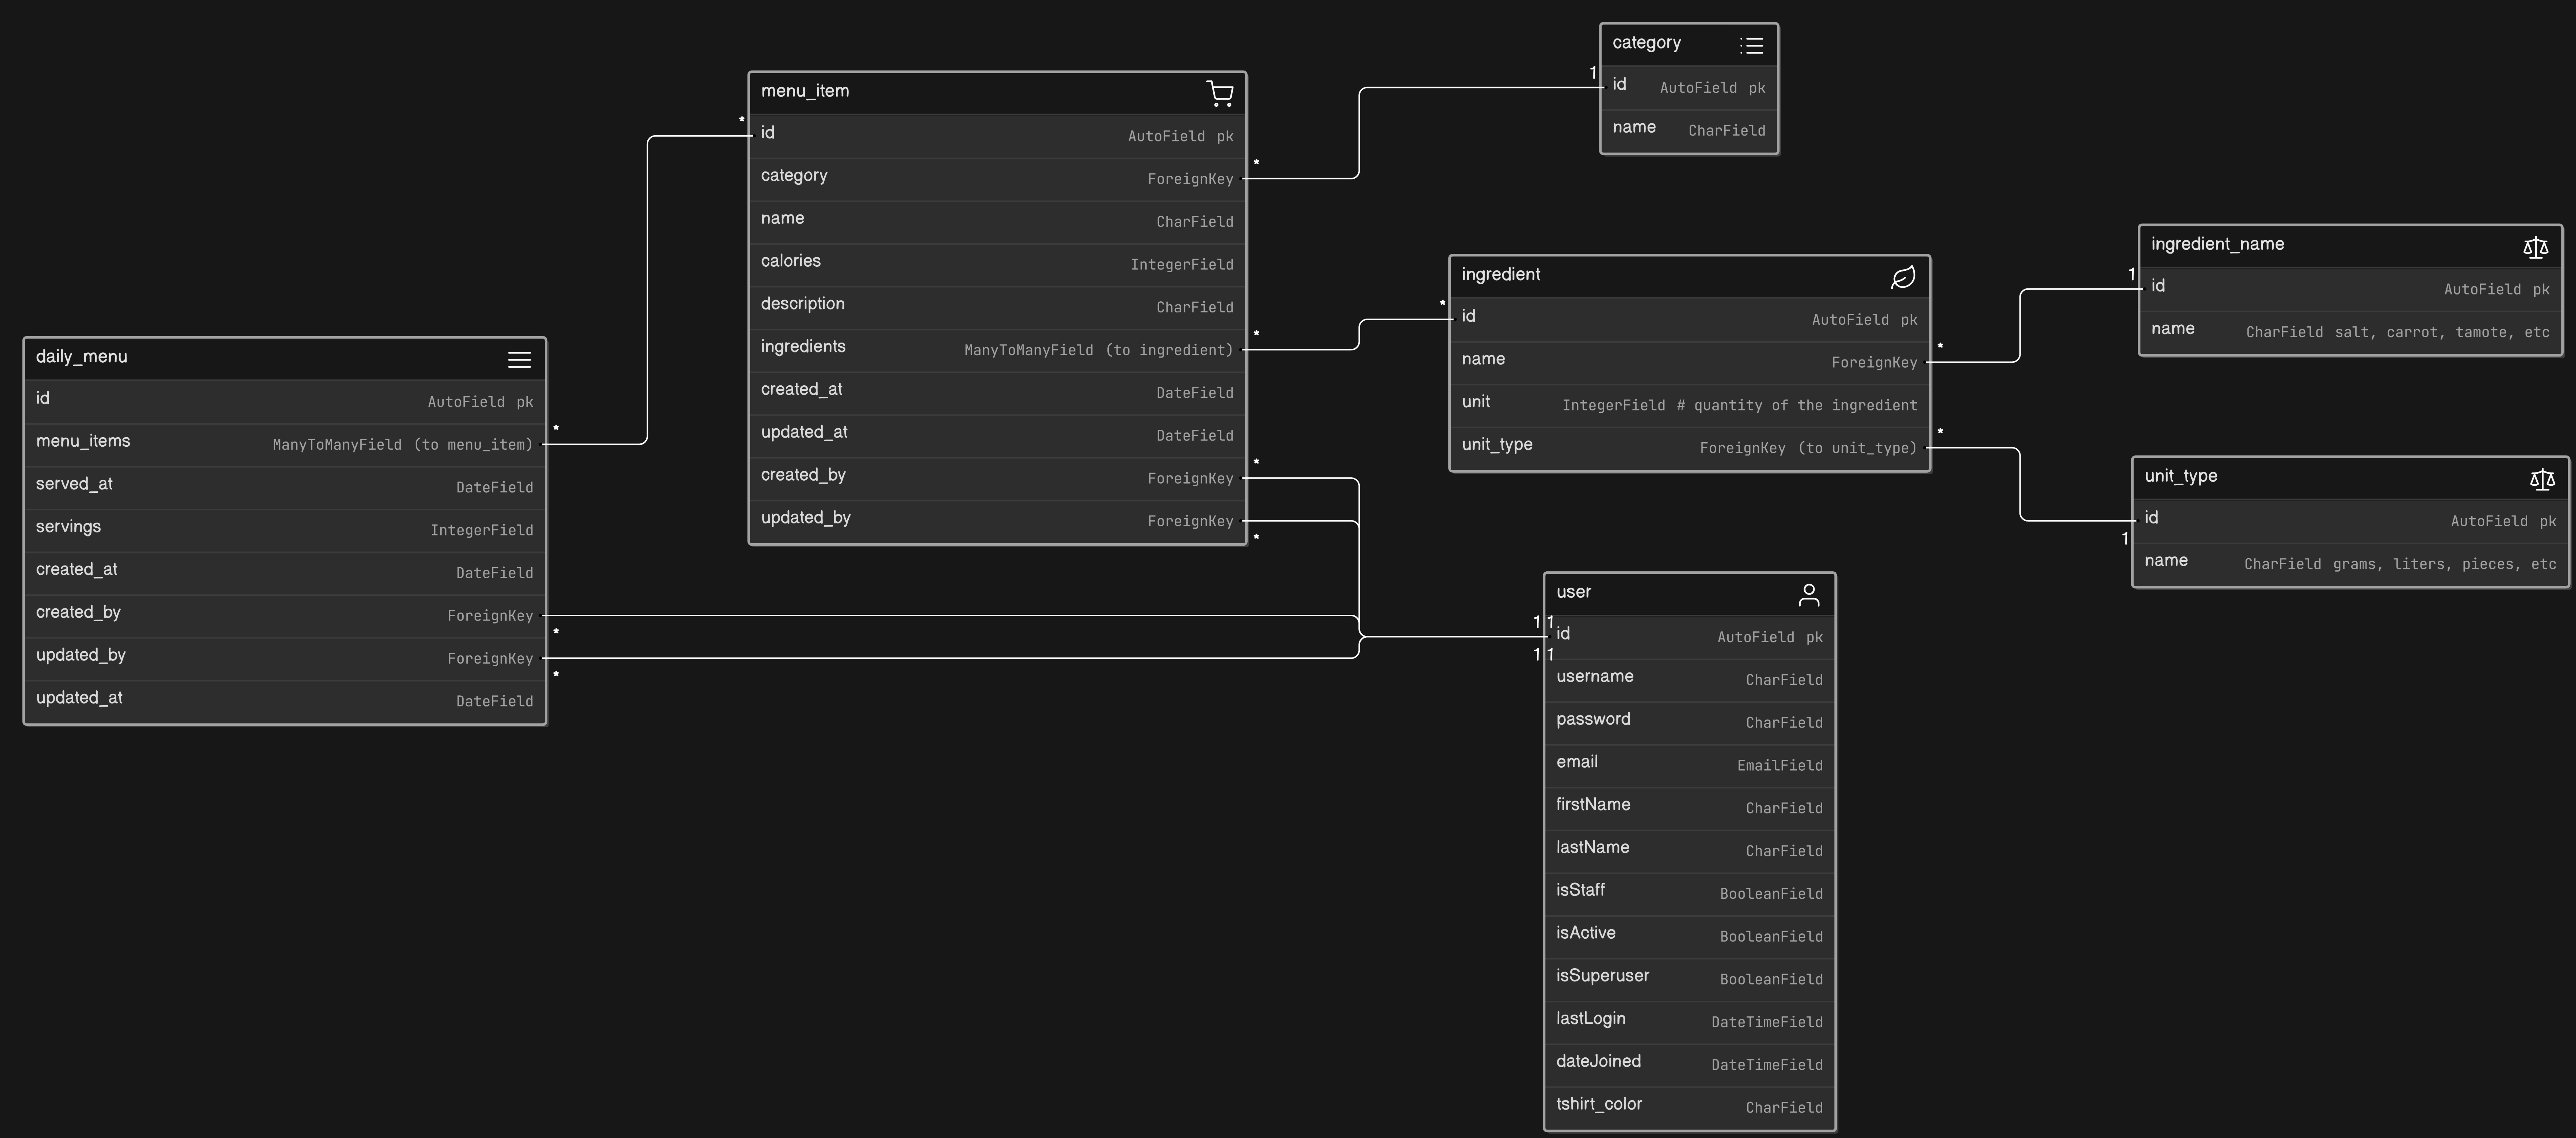 category
1
id AutoField pk
name CharField
menu_item
*
id AutoField pk
category ForeignKey *
name CharField
calories IntegerField
description CharField
ingredients ManyToManyField (to ingredient) *
created_at DateField
updated_at DateField
created_by ForeignKey *
updated_by ForeignKey *
ingredient
*
id AutoField pk
name ForeignKey *
unit IntegerField # quantity of the ingredient
unit_type ForeignKey (to unit_type) *
ingredient_name
1
id AutoField pk
name CharField salt, carrot, tamote, etc
daily_menu
id AutoField pk
menu_items ManyToManyField (to menu_item) *
served_at DateField
servings IntegerField
created_at DateField
created_by ForeignKey *
updated_by ForeignKey *
updated_at DateField
unit_type
id AutoField pk
1
name CharField grams, liters, pieces, etc
user
1 1
id AutoField pk
1 1
username CharField
password CharField
email EmailField
firstName CharField
lastName CharField
isStaff BooleanField
isActive BooleanField
isSuperuser BooleanField
lastLogin DateTimeField
dateJoined DateTimeField
tshirt_color CharField